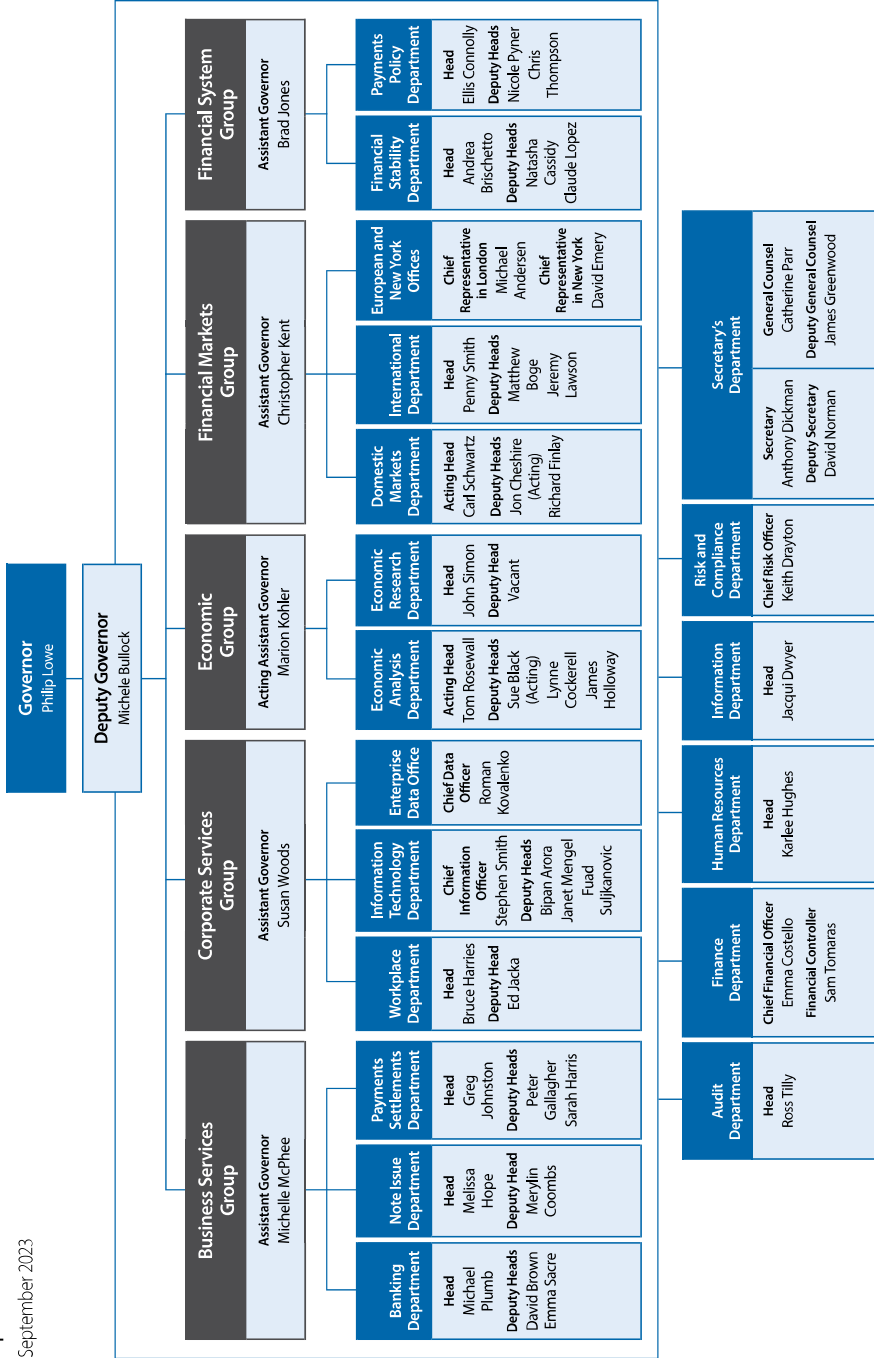 September 2023
Governor
Philip Lowe
Deputy Governor
Michele Bullock
Business Services
Group
Assistant Governor
Michelle McPhee
Banking
Department
Head
Michael
Plumb
Deputy Heads
David Brown
Emma Sacre
Note Issue
Department
Head
Melissa
Hope
Deputy Head
Merylin
Coombs
Payments
Settlements
Department
Head
Greg
Johnston
Deputy Heads
Peter
Gallagher
Sarah Harris
Corporate Services
Group
Assistant Governor
Susan Woods
Workplace
Department
Head
Bruce Harries
Deputy Head
Ed Jacka
Information
Technology
Department
Chief
Information
Officer
Stephen Smith
Deputy Heads
Bipan Arora
Janet Mengel
Fuad
Suljkanovic
Enterprise
Data Office
Chief Data
Officer
Roman
Kovalenko
Economic
Group
Acting Assistant Governor
Marion Kohler
Economic
Analysis
Department
Acting Head
Tom Rosewall
Deputy Heads
Sue Black
(Acting)
Lynne
Cockerell
James
Holloway
Economic
Research
Department
Head
John Simon
Deputy Head
Vacant
Financial Markets
Group
Assistant Governor
Christopher Kent
Domestic
Markets
Department
Acting Head
Carl Schwartz
Deputy Heads
Jon Cheshire
(Acting)
Richard Finlay
International
Department
Head
Penny Smith
Deputy Heads
Matthew
Boge
Jeremy
Lawson
European and
New York
Offices
Chief
Representative
in London
Michael
Andersen
Chief
Representative
in New York
David Emery
Financial System
Group
Assistant Governor
Brad Jones
Financial
Stability
Department
Head
Andrea
Brischetto
Deputy Heads
Natasha
Cassidy
Claude Lopez
Payments
Policy
Department
Head
Ellis Connolly
Deputy Heads
Nicole Pyner
Chris
Thompson
Audit
Department
Head
Ross Tilly
Finance
Department
Chief Financial Officer
Emma Costello
Financial Controller
Sam Tomaras
Human Resources
Department
Head
Karlee Hughes
Information
Department
Head
Jacqui Dwyer
Risk and
Compliance
Department
Chief Risk Officer
Keith Drayton
Secretary's
Department
Secretary
Anthony Dickman
Deputy Secretary
David Norman
General Counsel
Catherine Parr
Deputy General Counsel
James Greenwood